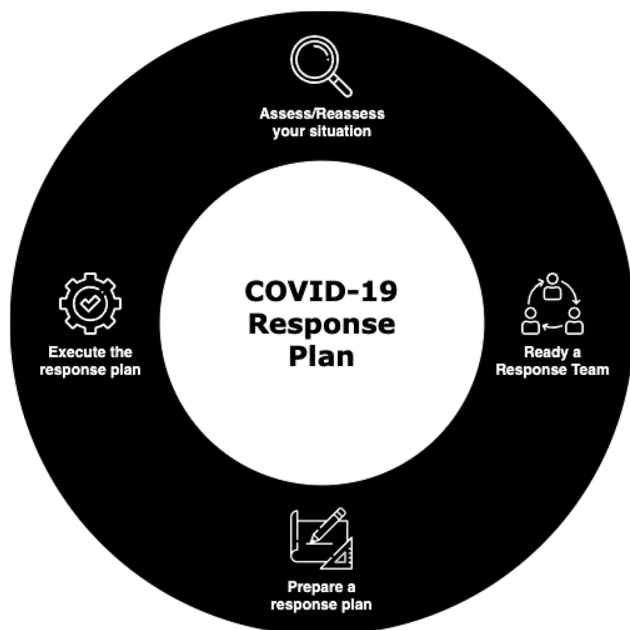 Assess/Reassess
your situation
COVID-19
Response
Plan
Execute the
response plan
Ready a
Response Team
Prepare a
response plan